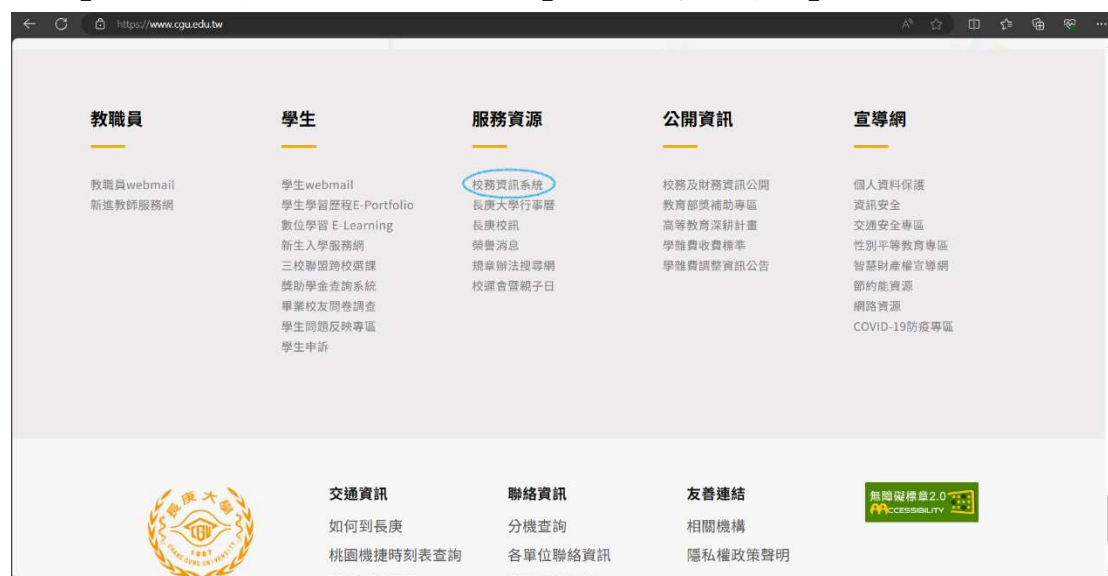 https://www.cgu.edu.tw
教職員
教職員webmail
新進教師服務網
學生
學生webmail
學生學習歷程E-Portfolio
數位學習 E-Learning
新生入學服務網
三校聯盟跨校選課
獎助學金查詢系統
畢業校友問卷調查
學生問題反映專區
學生申訴
服務資源
校務資訊系統
長庚大學行事曆
長庚校訊
榮譽消息
規章辦法搜尋網
校運會暨親子日
公開資訊
校務及財務資訊公開
教育部獎補助專區
高等教育深耕計畫
學雜費收費標準
學雜費調整資訊公告
宣導網
個人資料保護
資訊安全
交通安全專區
性別平等教育專區
智慧財產權宣導網
節約能資源
網路資源
COVID-19防疫專區
長庚大學
CGU
1987
CHANG GUNG UNIVERSITY
交通資訊
如何到長庚
桃園機捷時刻表查詢
聯絡資訊
分機查詢
各單位聯絡資訊
友善連結
相關機構
隱私權政策聲明
無障礙標章2.0
AACCESSIBILITY